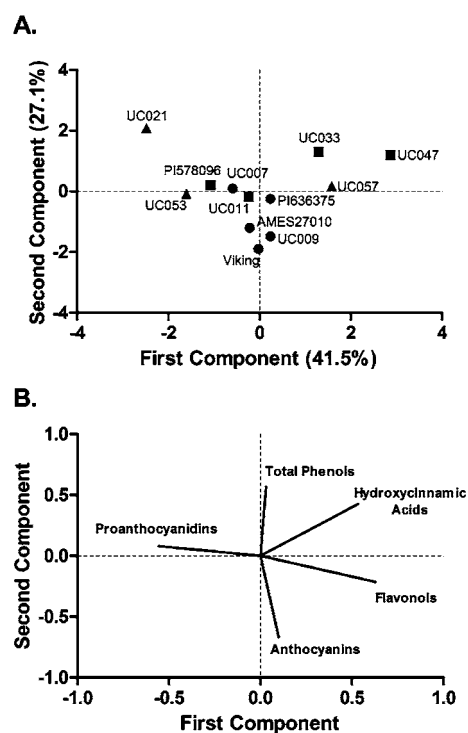 A.
Second Component (27.1%)
4
2
0
-2
-4
UC021
UC033
UC047
PI578096
UC007
UC057
UC053
UC011
PI636375
AMES27010
UC009
Viking
-4
-2
0
2
4
First Component (41.5%)
B.
Second Component
1.0
0.5
0.0
-0.5
-1.0
Total Phenols
Hydroxycinnamic
Acids
Proanthocyanidins
Flavonols
Anthocyanins
-1.0
-0.5
0.0
0.5
1.0
First Component